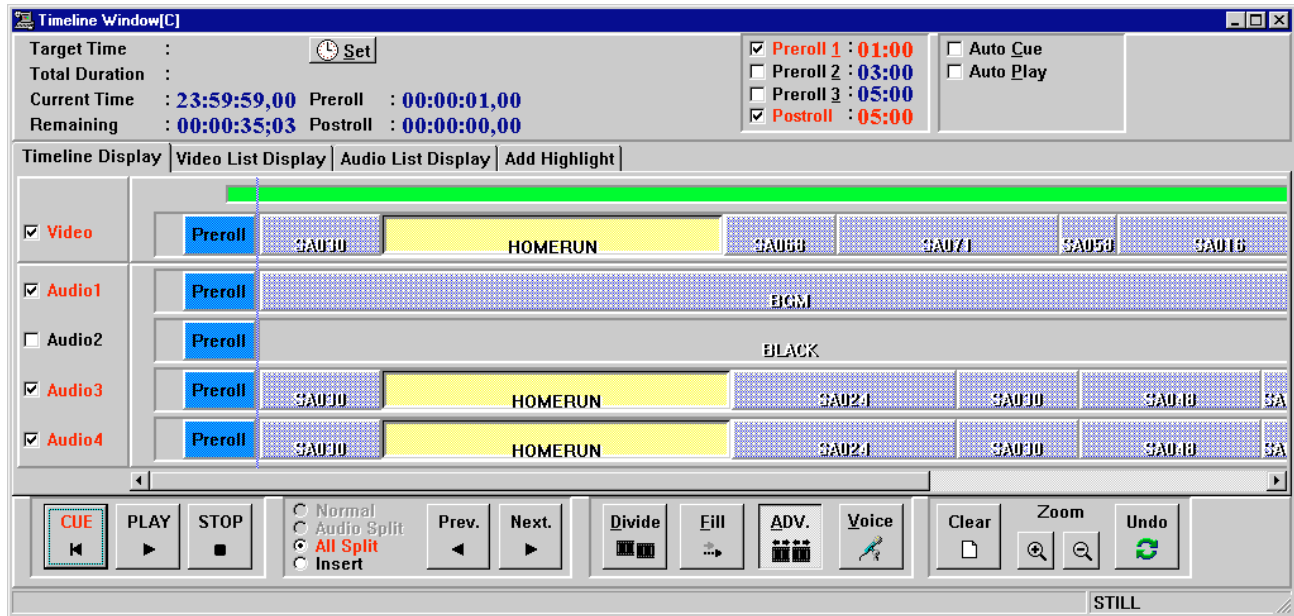 Timeline Window[C]
Target Time : Set
Total Duration :
Current Time : 23:59:59,00 Preroll : 00:00:01,00
Remaining : 00:00:35;03 Postroll : 00:00:00,00
Preroll 1 : 01:00
Preroll 2 : 03:00
Preroll 3 : 05:00
Postroll : 05:00
Auto Cue
Auto Play
Timeline Display Video List Display Audio List Display Add Highlight
Video Preroll SA030 HOMERUN SA068 SA071 SA058 SA016
Audio1 Preroll BGM
Audio2 Preroll BLACK
Audio3 Preroll SA030 HOMERUN SA024 SA030 SA048 SA
Audio4 Preroll SA030 HOMERUN SA024 SA030 SA048 SA
CUE PLAY STOP
Normal
Audio Split
All Split
Insert
Prev. Next.
Divide Fill ADV. Voice
Clear Zoom Undo
STILL